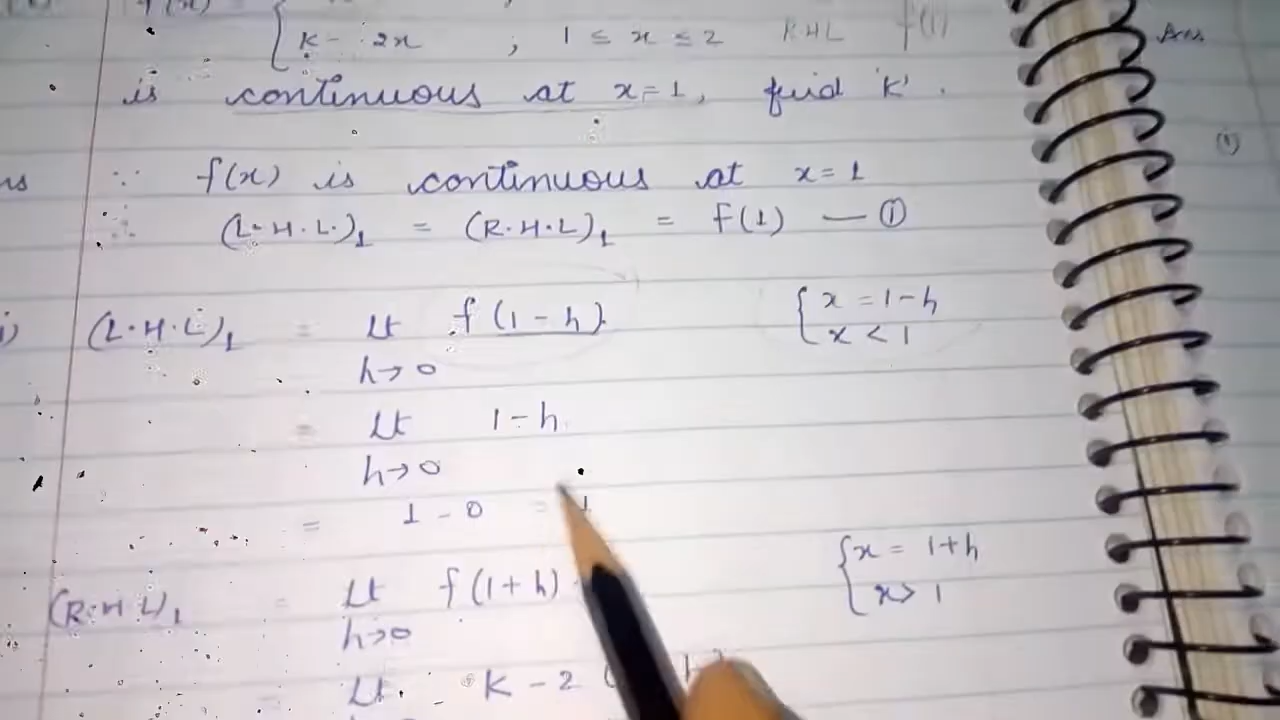 f(x)
K - 2x , 1 ≤ x ≤ 2 RHL f(1) Ans.
is continuous at x=1, find 'K'.
(i)
ns ∵ f(x) is continuous at x=1
∴ (L.H.L.)₁ = (R.H.L)₁ = f(1) — ①
i) (L.H.L.)₁ = Lt f(1-h) { x = 1-h
h→0 x < 1
= Lt 1-h
h→0
= 1 - 0 = 1
(R.H.L)₁ = Lt f(1+h) { x = 1+h
h→0 x > 1
Lt K - 2 (